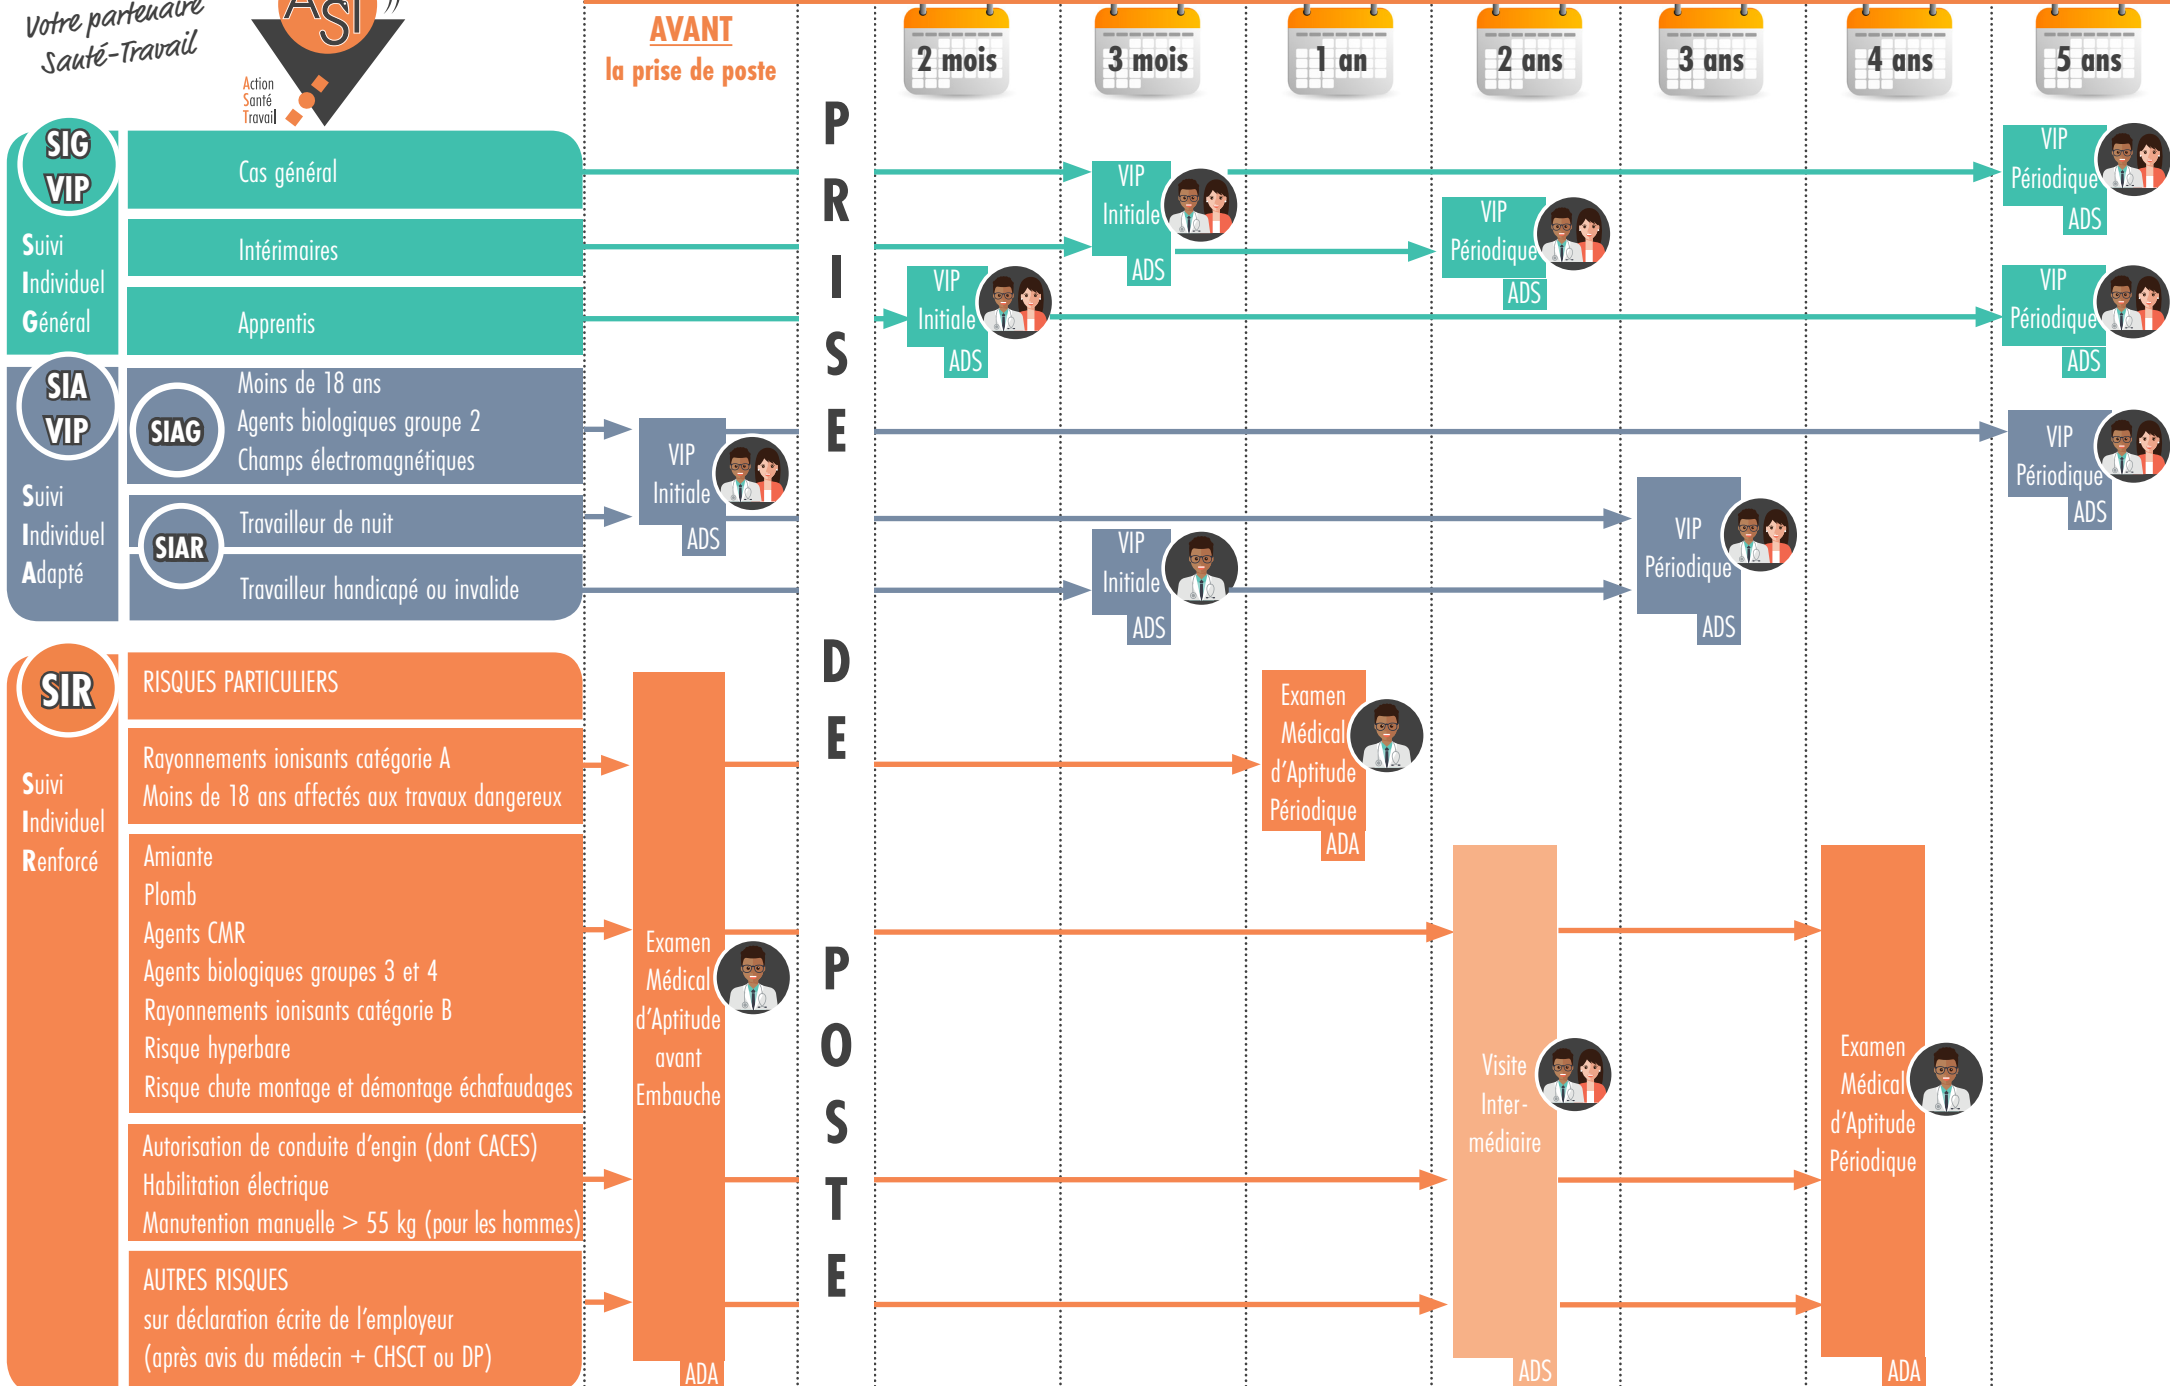 Votre partenaire
Santé-Travail
AST
Action
Santé
Travail
AVANT
la prise de poste
2 mois
3 mois
1 an
2 ans
3 ans
4 ans
5 ans
PRISE DE POSTE
SIG
VIP
Suivi
Individuel
Général
Cas général
Intérimaires
Apprentis
VIP
Initiale
ADS
VIP
Initiale
ADS
VIP
Périodique
ADS
VIP
Périodique
ADS
VIP
Périodique
ADS
SIA
VIP
Suivi
Individuel
Adapté
SIAG
Moins de 18 ans
Agents biologiques groupe 2
Champs électromagnétiques
SIAR
Travailleur de nuit
Travailleur handicapé ou invalide
VIP
Initiale
ADS
VIP
Initiale
ADS
VIP
Périodique
ADS
VIP
Périodique
ADS
SIR
Suivi
Individuel
Renforcé
RISQUES PARTICULIERS
Rayonnements ionisants catégorie A
Moins de 18 ans affectés aux travaux dangereux
Amiante
Plomb
Agents CMR
Agents biologiques groupes 3 et 4
Rayonnements ionisants catégorie B
Risque hyperbare
Risque chute montage et démontage échafaudages
Autorisation de conduite d'engin (dont CACES)
Habilitation électrique
Manutention manuelle > 55 kg (pour les hommes)
AUTRES RISQUES
sur déclaration écrite de l'employeur
(après avis du médecin + CHSCT ou DP)
Examen
Médical
d'Aptitude
avant
Embauche
ADA
Examen
Médical
d'Aptitude
Périodique
ADA
Visite
Inter-
médiaire
ADS
Examen
Médical
d'Aptitude
Périodique
ADA